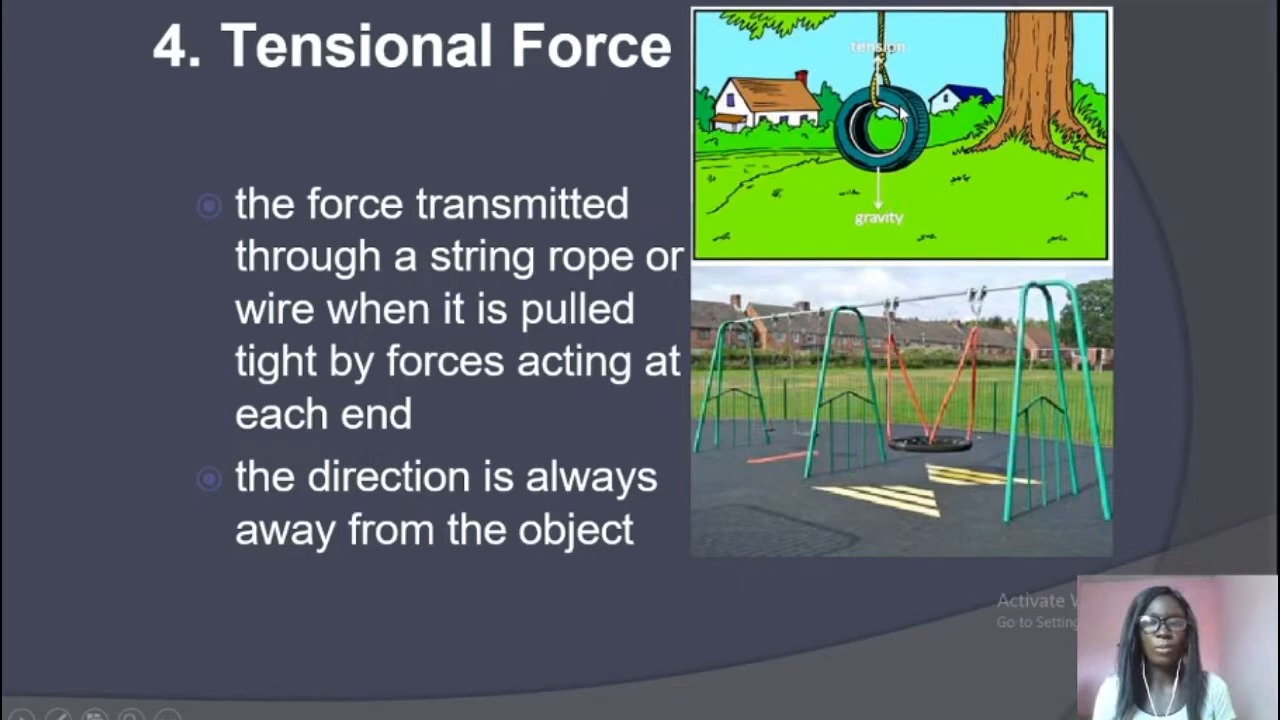 4. Tensional Force
the force transmitted
through a string rope or
wire when it is pulled
tight by forces acting at
each end
the direction is always
away from the object
tension
gravity
Activate
Go to Setting